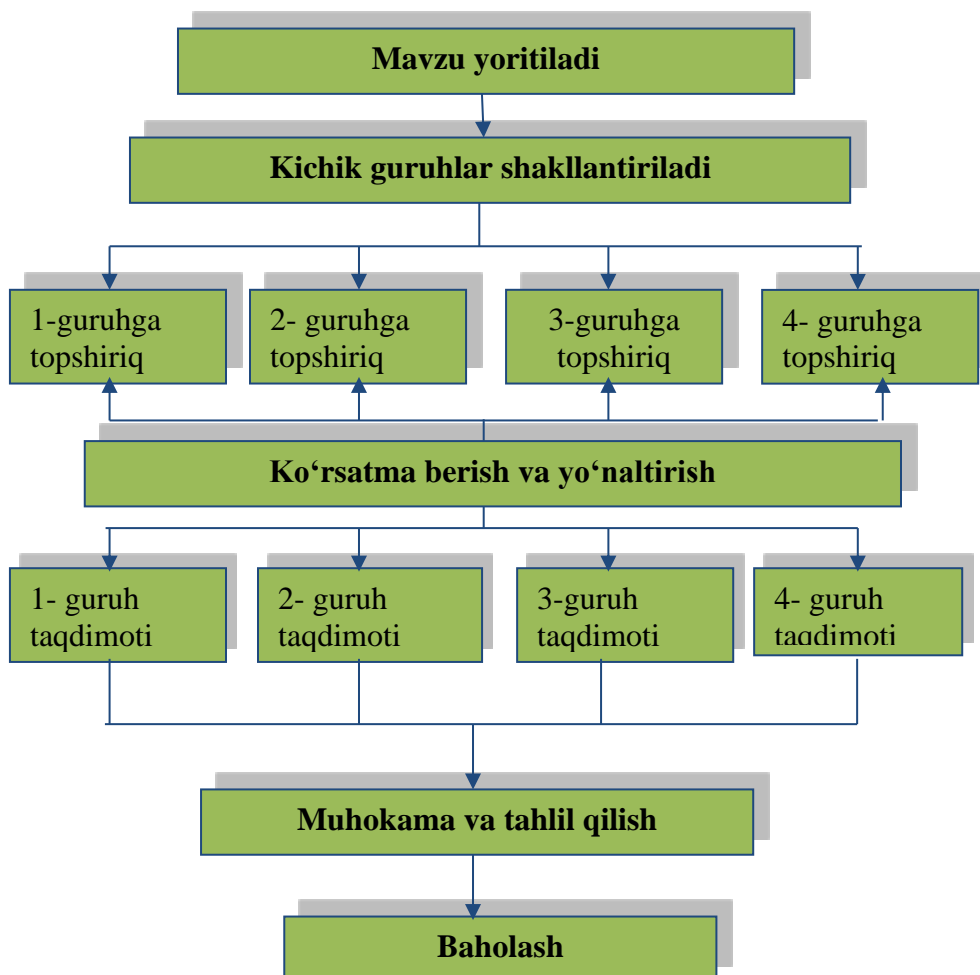 Mavzu yoritiladi
Kichik guruhlar shakllantiriladi
1-guruhga
topshiriq
2- guruhga
topshiriq
3-guruhga
topshiriq
4- guruhga
topshiriq
Ko‘rsatma berish va yo‘naltirish
1- guruh
taqdimoti
2- guruh
taqdimoti
3-guruh
taqdimoti
4- guruh
taqdimoti
Muhokama va tahlil qilish
Baholash